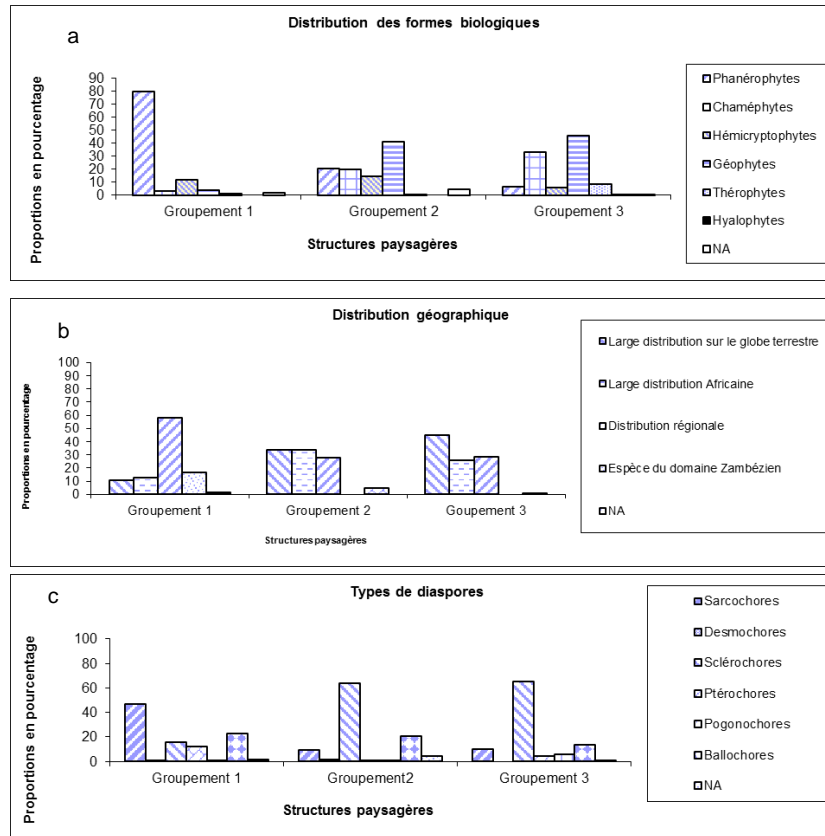 Distribution des formes biologiques
a
Proportions en pourcentage
90
80
70
60
50
40
30
20
10
0
Groupement 1
Groupement 2
Groupement 3
Structures paysagères
Phanérophytes
Chaméphytes
Hémicryptophytes
Géophytes
Thérophytes
Hyalophytes
NA
Distribution géographique
b
Proportions en pourcentage
100
90
80
70
60
50
40
30
20
10
0
Groupement 1
Groupement 2
Groupement 3
Structures paysagères
Large distribution sur le globe terrestre
Large distribution Africaine
Distribution régionale
Espèce du domaine Zambézien
NA
Types de diaspores
c
Proportions en pourcentage
100
80
60
40
20
0
Groupement 1
Groupement2
Groupement 3
Structures paysagères
Sarcochores
Desmochores
Sclérochores
Ptérochores
Pogonochores
Ballochores
NA